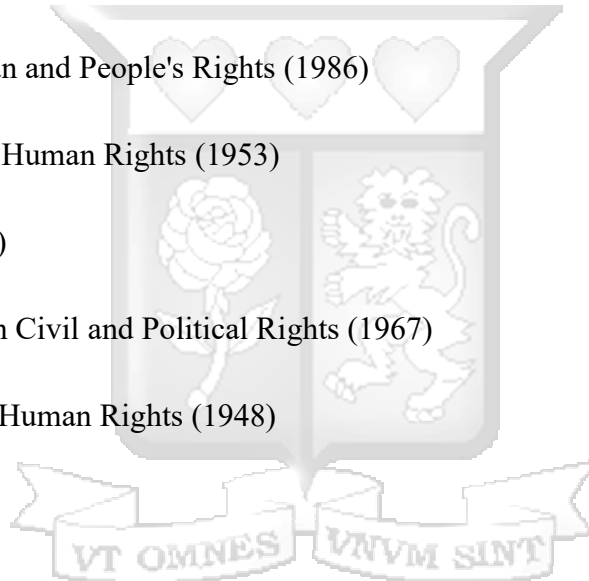 n and People's Rights (1986)
Human Rights (1953)
)
n Civil and Political Rights (1967)
Human Rights (1948)
VT OMNES VNVM SINT